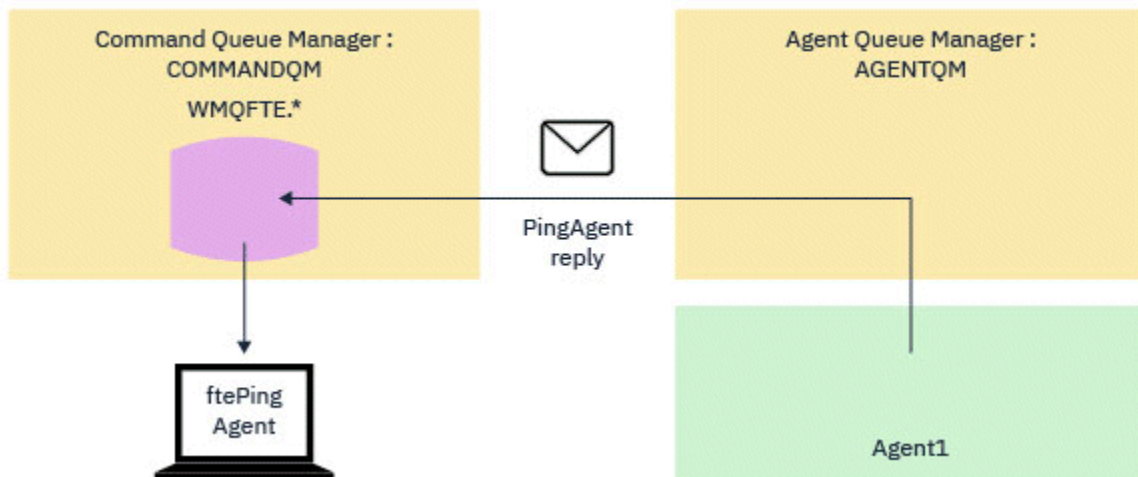 Command Queue Manager :
COMMANDQM
WMQFTE.*
Agent Queue Manager :
AGENTQM
PingAgent
reply
ftePing
Agent
Agent1